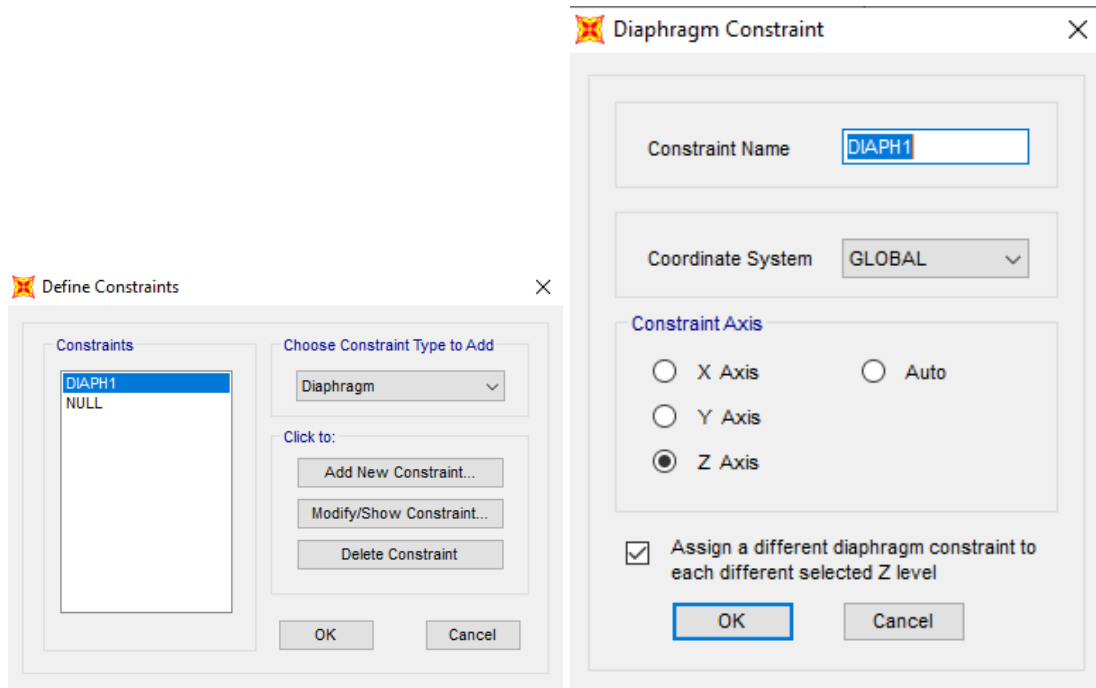 Define Constraints
Constraints
DIAPH1
NULL
Choose Constraint Type to Add
Diaphragm
Click to:
Add New Constraint...
Modify/Show Constraint...
Delete Constraint
OK
Cancel
Diaphragm Constraint
Constraint Name
DIAPH1
Coordinate System
GLOBAL
Constraint Axis
X Axis
Auto
Y Axis
Z Axis
Assign a different diaphragm constraint to
each different selected Z level
OK
Cancel